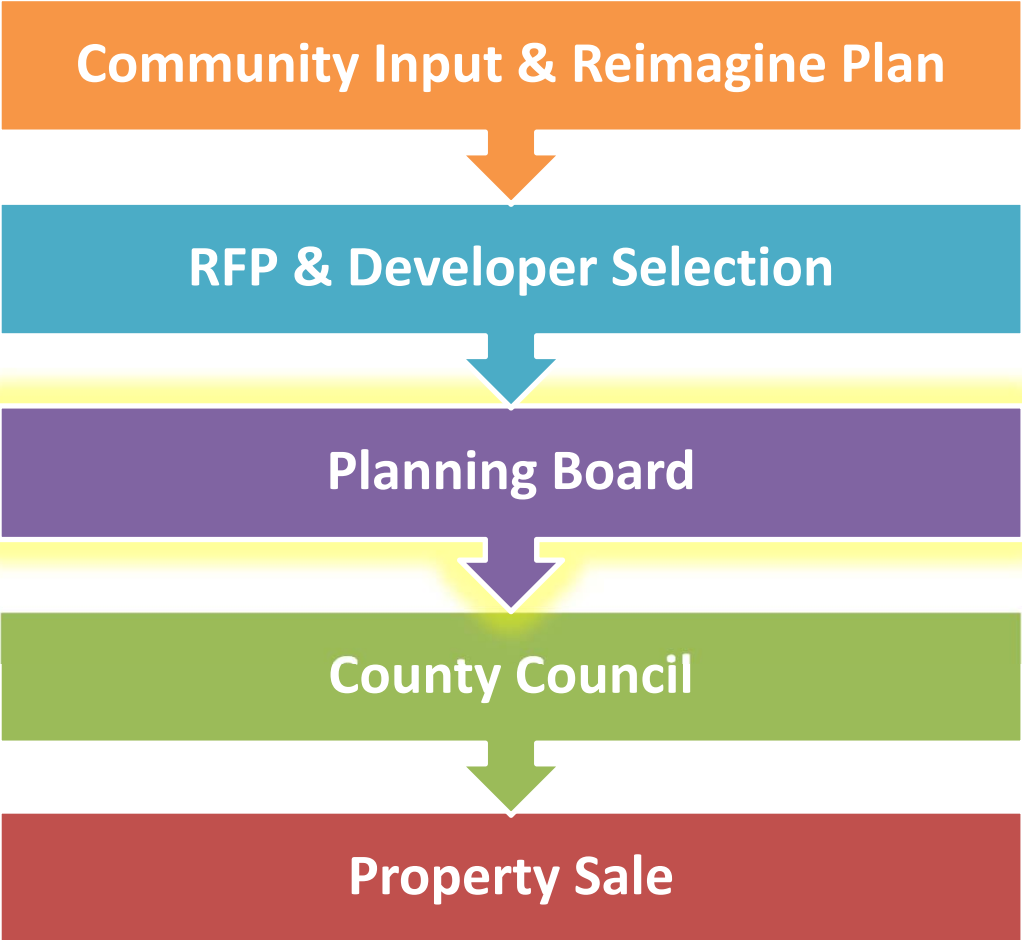 Community Input & Reimagine Plan
RFP & Developer Selection
Planning Board
County Council
Property Sale